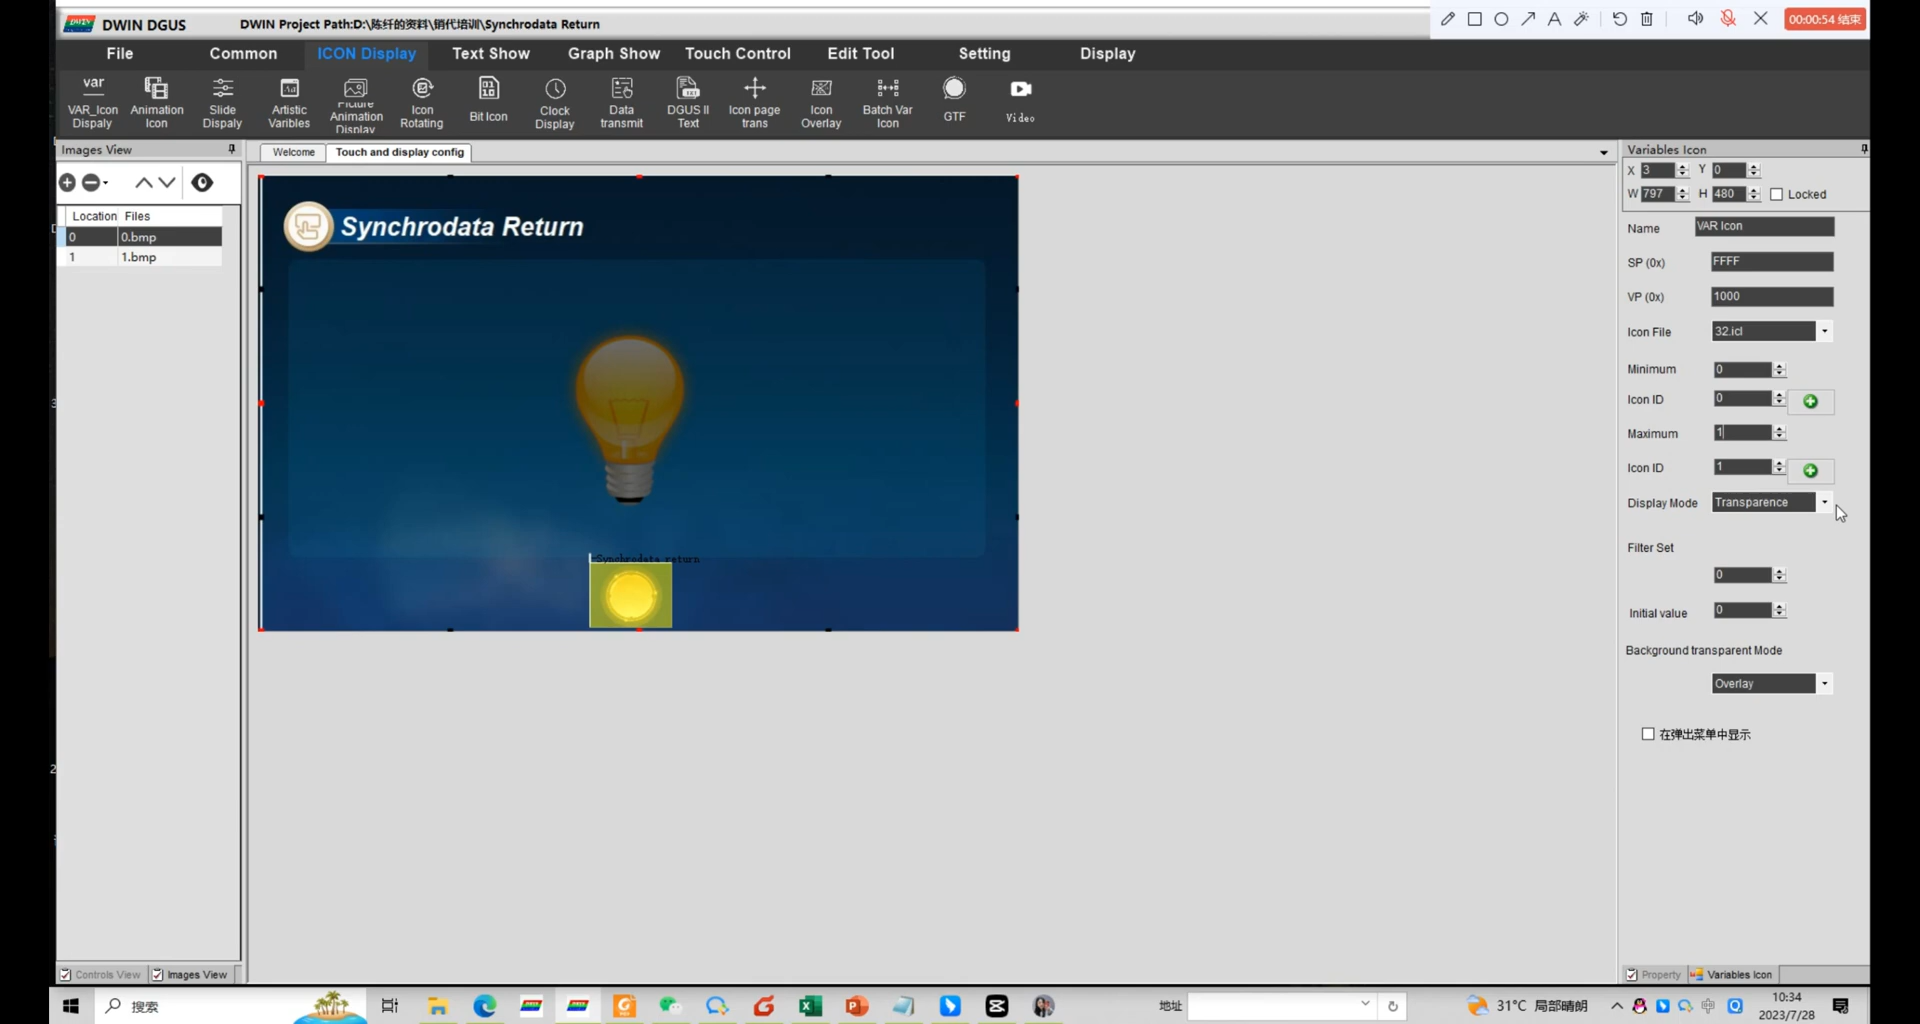 DWIN DGUS
DWIN Project Path:D:\陈纤的资料\销代培训\Synchrodata Return
00:00:54 结束
File Common ICON Display Text Show Graph Show Touch Control Edit Tool Setting Display
VAR_Icon Dispaly
Animation Icon
Slide Dispaly
Artistic Varibles
Picture Animation Display
Icon Rotating
Bit Icon
Clock Display
Data transmit
DGUS II Text
Icon page trans
Icon Overlay
Batch Var Icon
GTF
Video
Images View
Welcome
Touch and display config
Location Files
0 0.bmp
1 1.bmp
Synchrodata Return
Synchrodata return
Variables Icon
X 3 Y 0
W 797 H 480 Locked
Name VAR Icon
SP (0x) FFFF
VP (0x) 1000
Icon File 32.icl
Minimum 0
Icon ID 0
Maximum 1
Icon ID 1
Display Mode Transparence
Filter Set
0
Initial value 0
Background transparent Mode
Overlay
在弹出菜单中显示
Controls View Images View
Property Variables Icon
搜索
地址
31°C 局部晴朗
中
10:34
2023/7/28